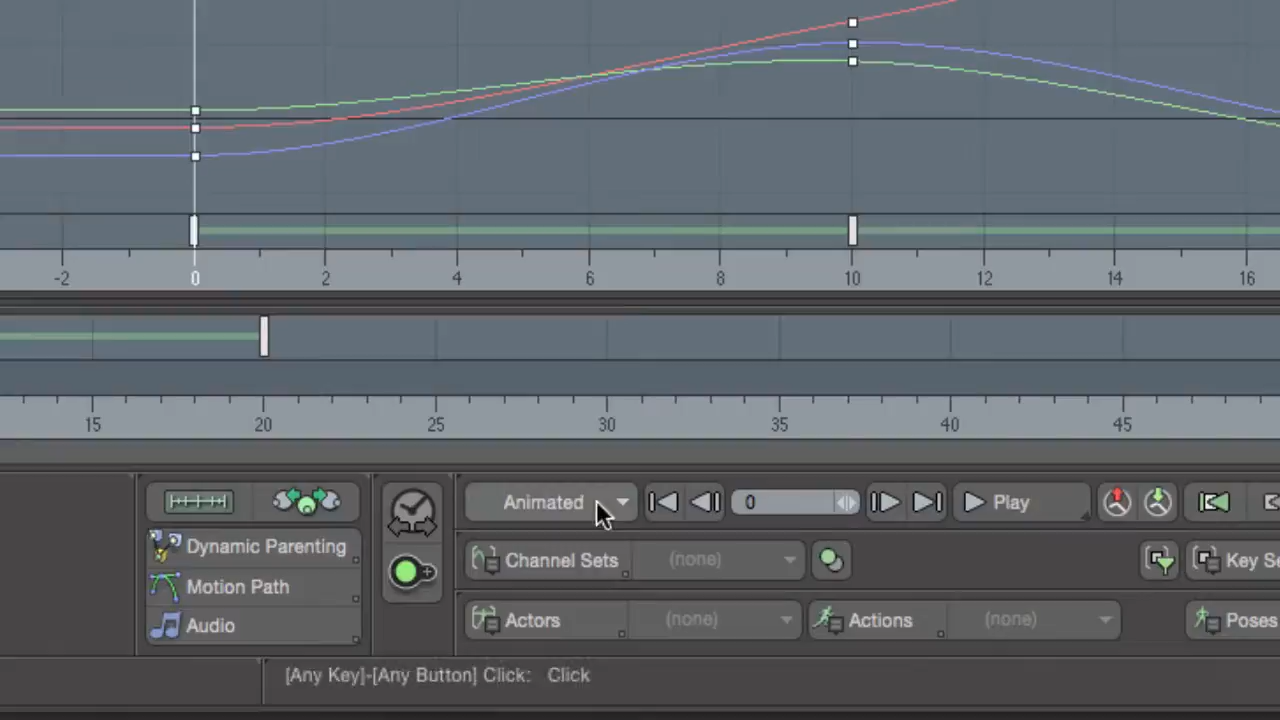 -2 0 2 4 6 8 10 12 14 16
15 20 25 30 35 40 45
Animated 0 Play
Dynamic Parenting Channel Sets (none) Key Se
Motion Path
Audio Actors (none) Actions (none) Poses
[Any Key]-[Any Button] Click: Click